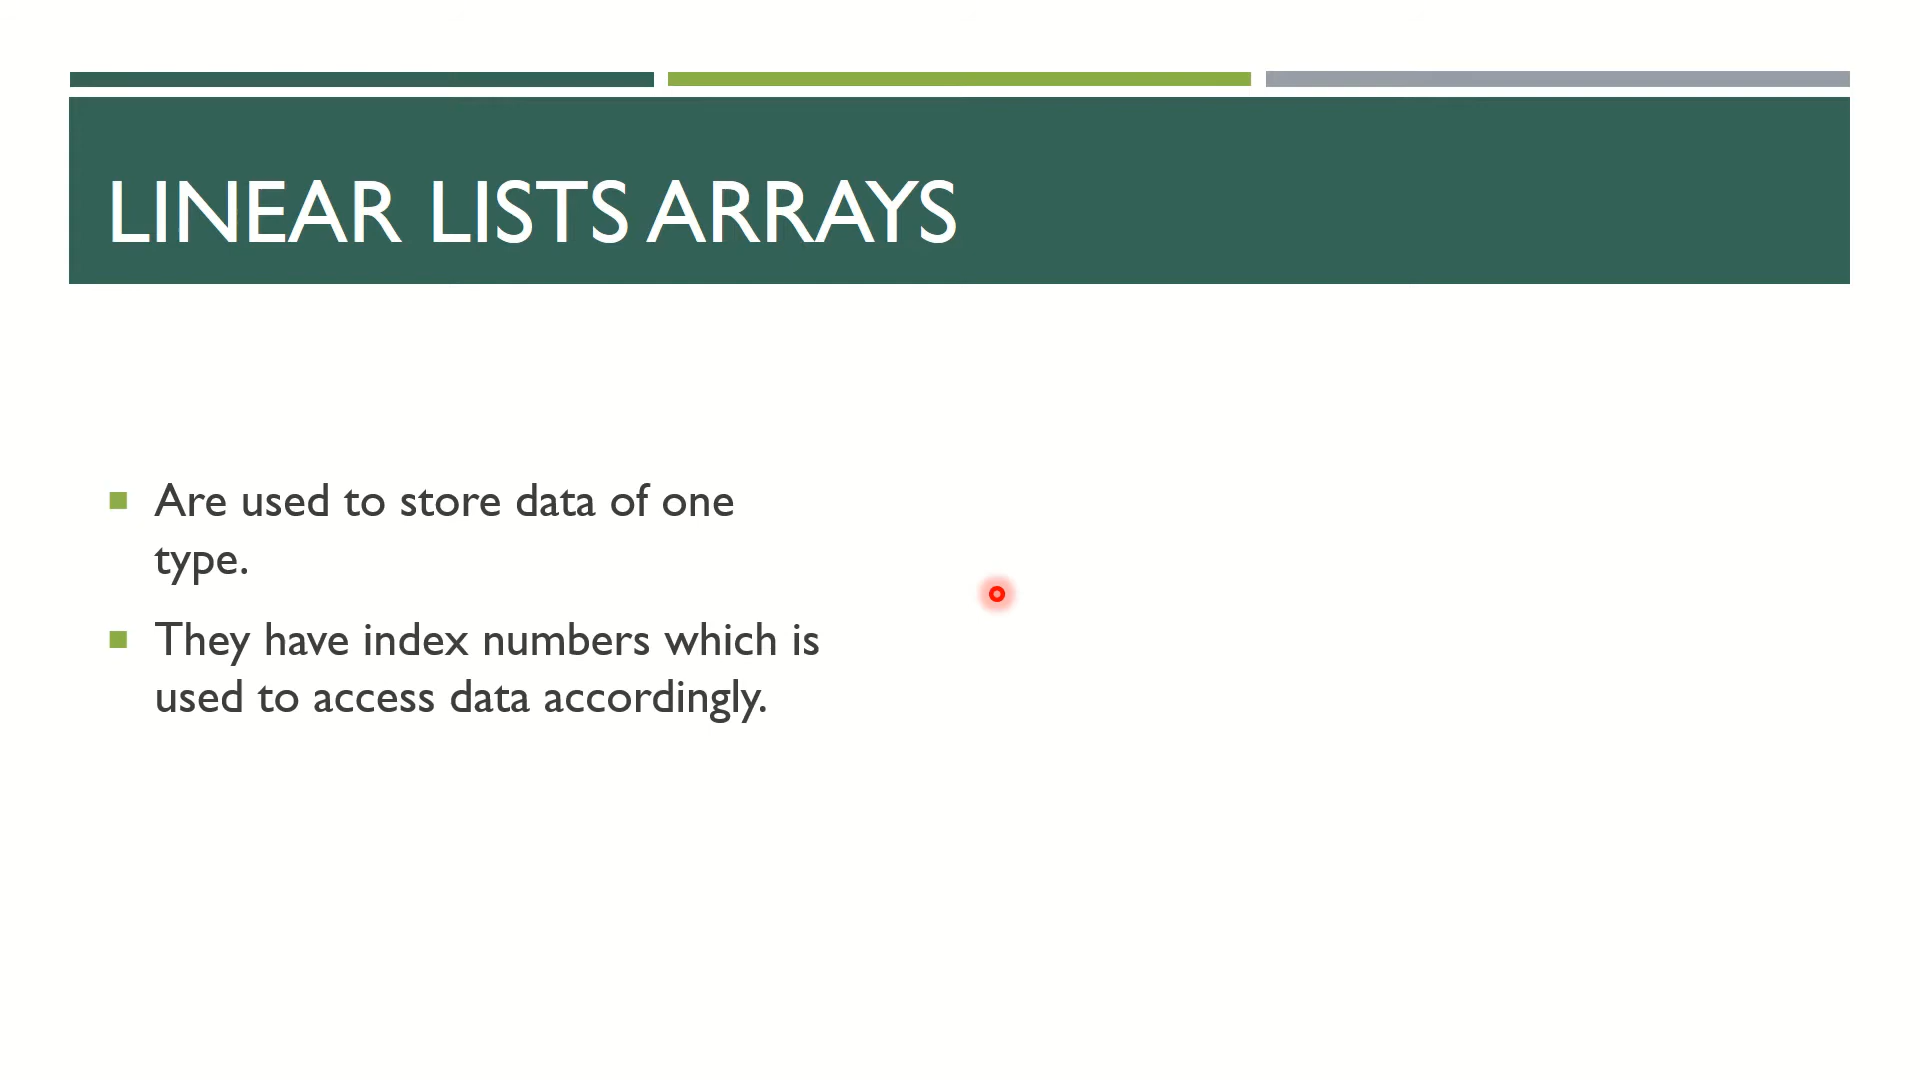 LINEAR LISTS ARRAYS
Are used to store data of one
type.
They have index numbers which is
used to access data accordingly.